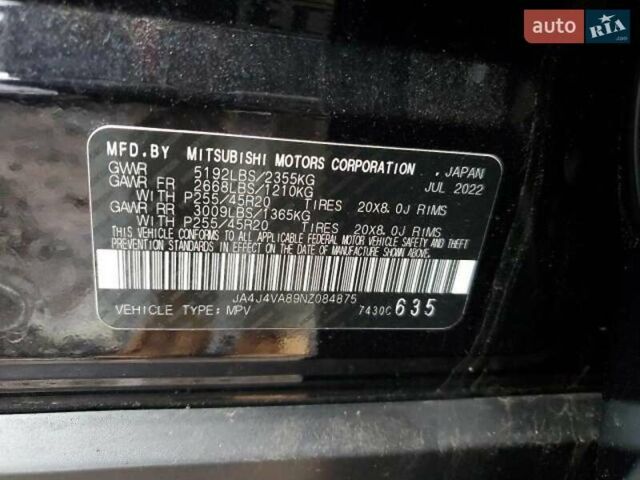 auto RIA
.com
MFD.BY MITSUBISHI MOTORS CORPORATION , JAPAN
GVWR 5192LBS/2355KG JUL 2022
GAWR FR 2668LBS/1210KG
WITH P255/45R20 TIRES 20X8.0J RIMS
GAWR RR 3009LBS/1365KG
WITH P255/45R20 TIRES 20X8.0J RIMS
THIS VEHICLE CONFORMS TO ALL APPLICABLE FEDERAL MOTOR VEHICLE SAFETY AND THEFT
PREVENTION STANDARDS IN EFFECT ON THE DATE OF MANUFACTURE SHOWN ABOVE.
JA4J4VA89NZ084875
VEHICLE TYPE: MPV 7430C 635